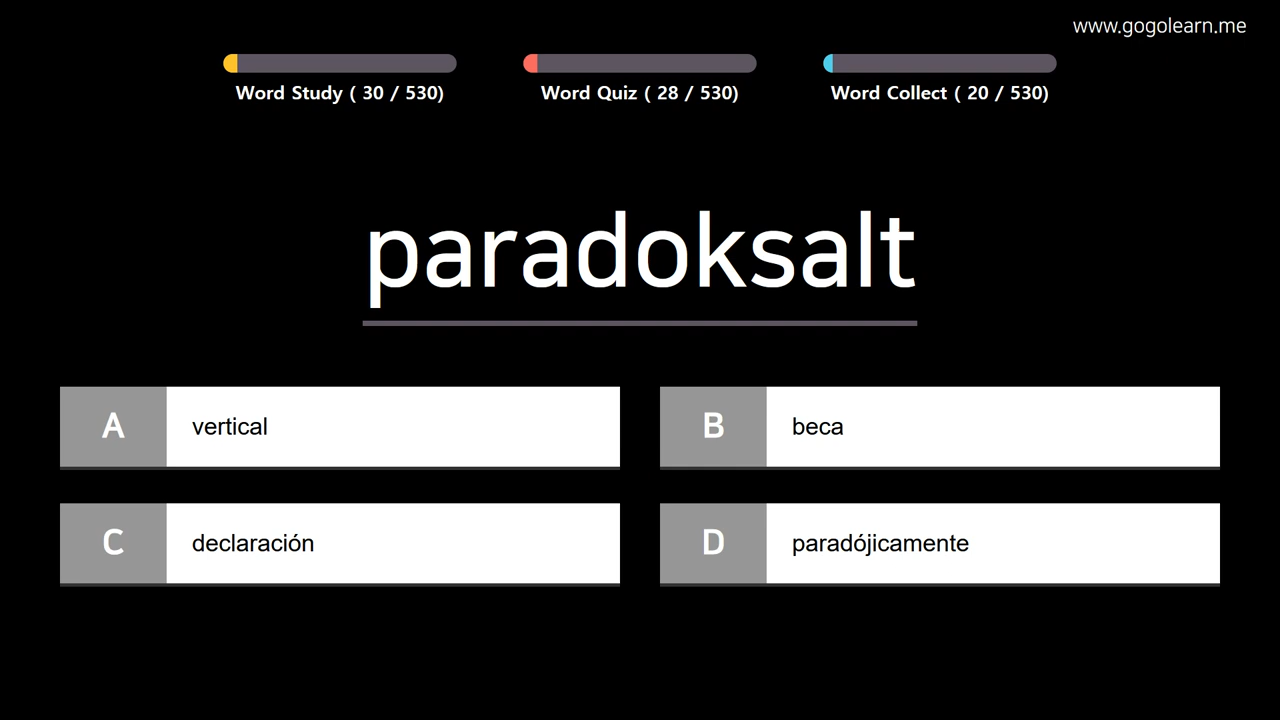 www.gogolearn.me
Word Study ( 30 / 530)
Word Quiz ( 28 / 530)
Word Collect ( 20 / 530)
paradoksalt
A vertical
B beca
C declaración
D paradójicamente